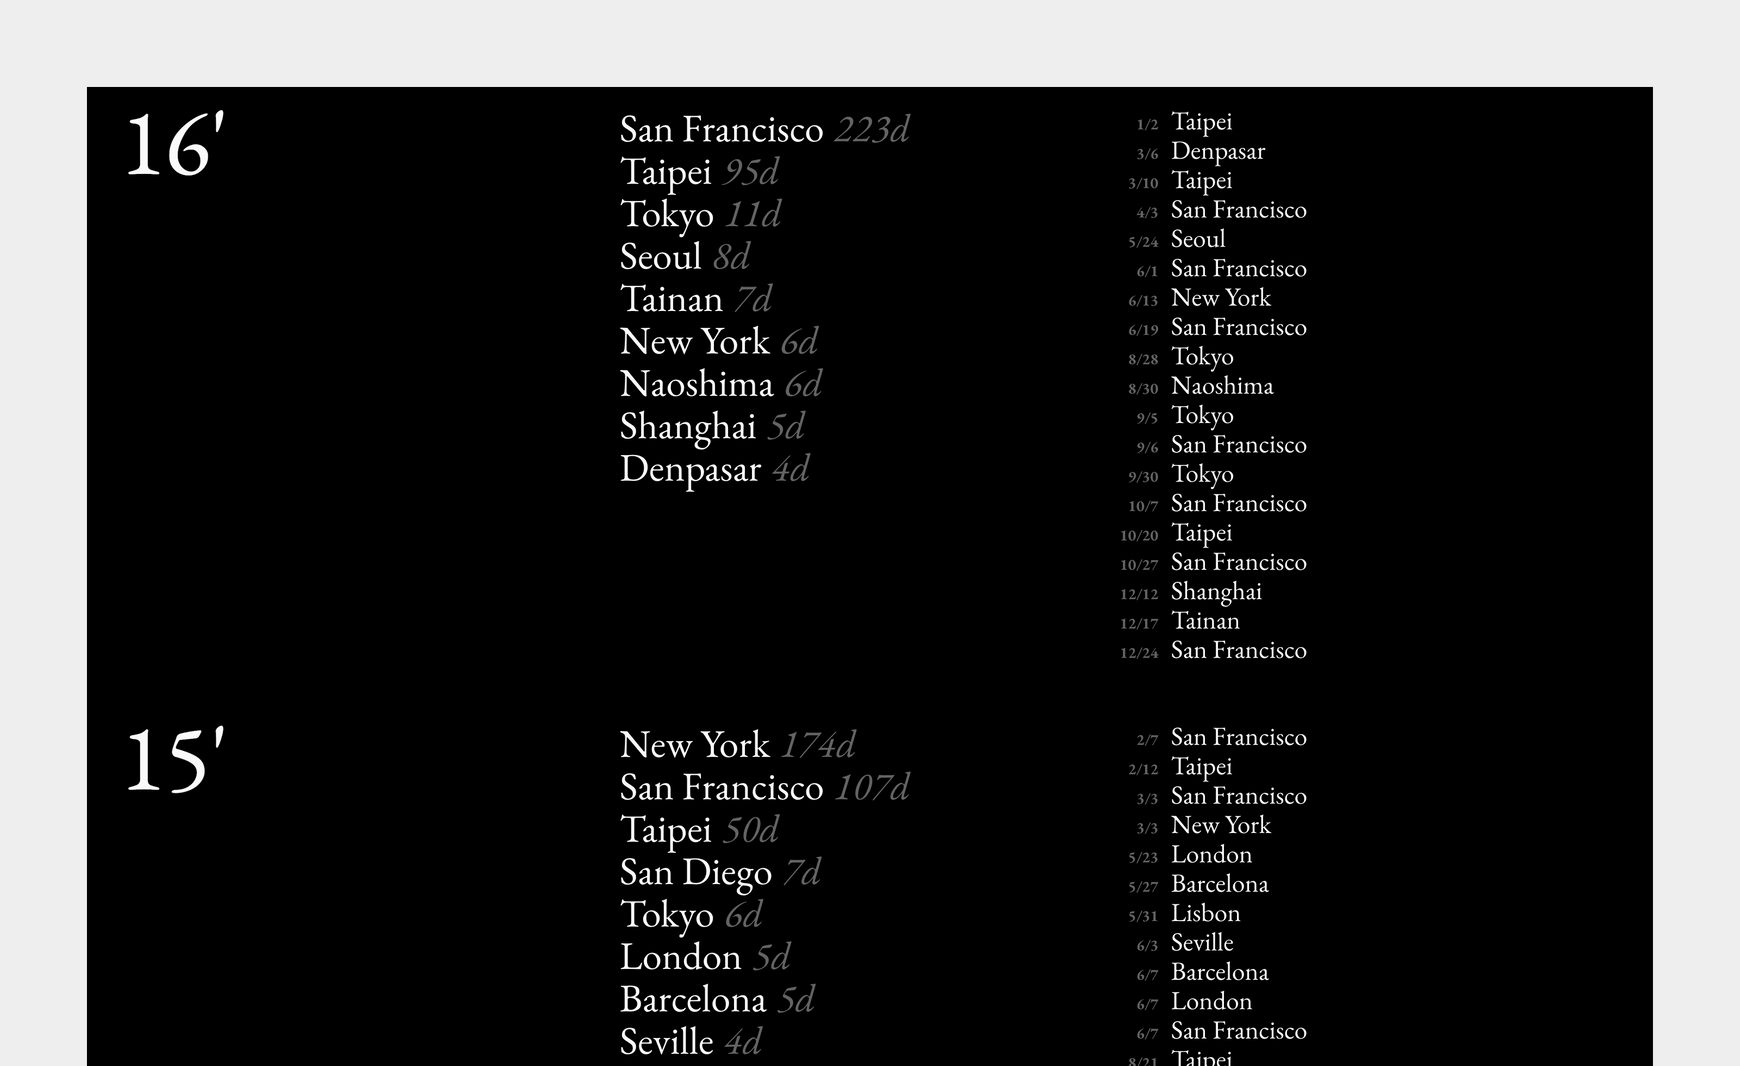 16'
San Francisco 223d
Taipei 95d
Tokyo 11d
Seoul 8d
Tainan 7d
New York 6d
Naoshima 6d
Shanghai 5d
Denpasar 4d
1/2 Taipei
3/6 Denpasar
3/10 Taipei
4/3 San Francisco
5/24 Seoul
6/1 San Francisco
6/13 New York
6/19 San Francisco
8/28 Tokyo
8/30 Naoshima
9/5 Tokyo
9/6 San Francisco
9/30 Tokyo
10/7 San Francisco
10/20 Taipei
10/27 San Francisco
12/12 Shanghai
12/17 Tainan
12/24 San Francisco
15'
New York 174d
San Francisco 107d
Taipei 50d
San Diego 7d
Tokyo 6d
London 5d
Barcelona 5d
Seville 4d
2/7 San Francisco
2/12 Taipei
3/3 San Francisco
3/3 New York
5/23 London
5/27 Barcelona
5/31 Lisbon
6/3 Seville
6/7 Barcelona
6/7 London
6/7 San Francisco
8/21 Taipei